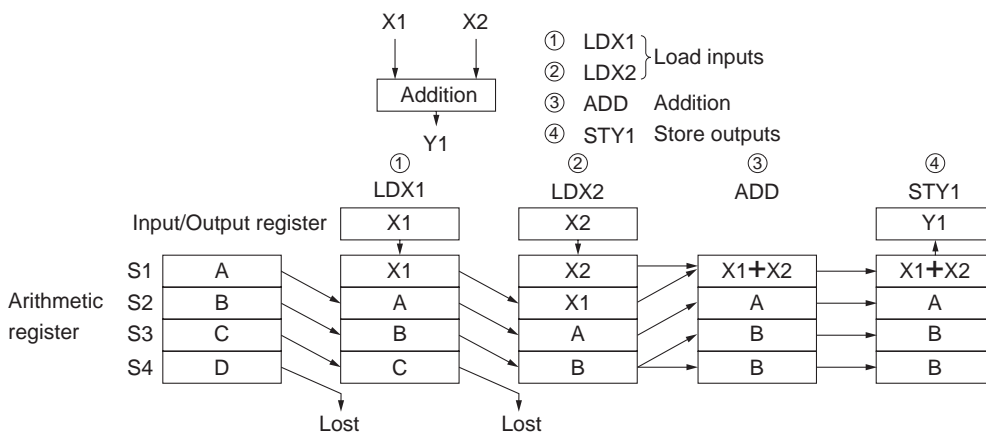 X1 X2
① LDX1
② LDX2
Load inputs
Addition
③ ADD Addition
④ STY1 Store outputs
Y1
① ② ③ ④
LDX1 LDX2 ADD STY1
Input/Output register X1 X2 Y1
S1 A X1 X2 X1+X2 X1+X2
S2 B A X1 A A
Arithmetic
register
S3 C B A B B
S4 D C B B B
Lost Lost